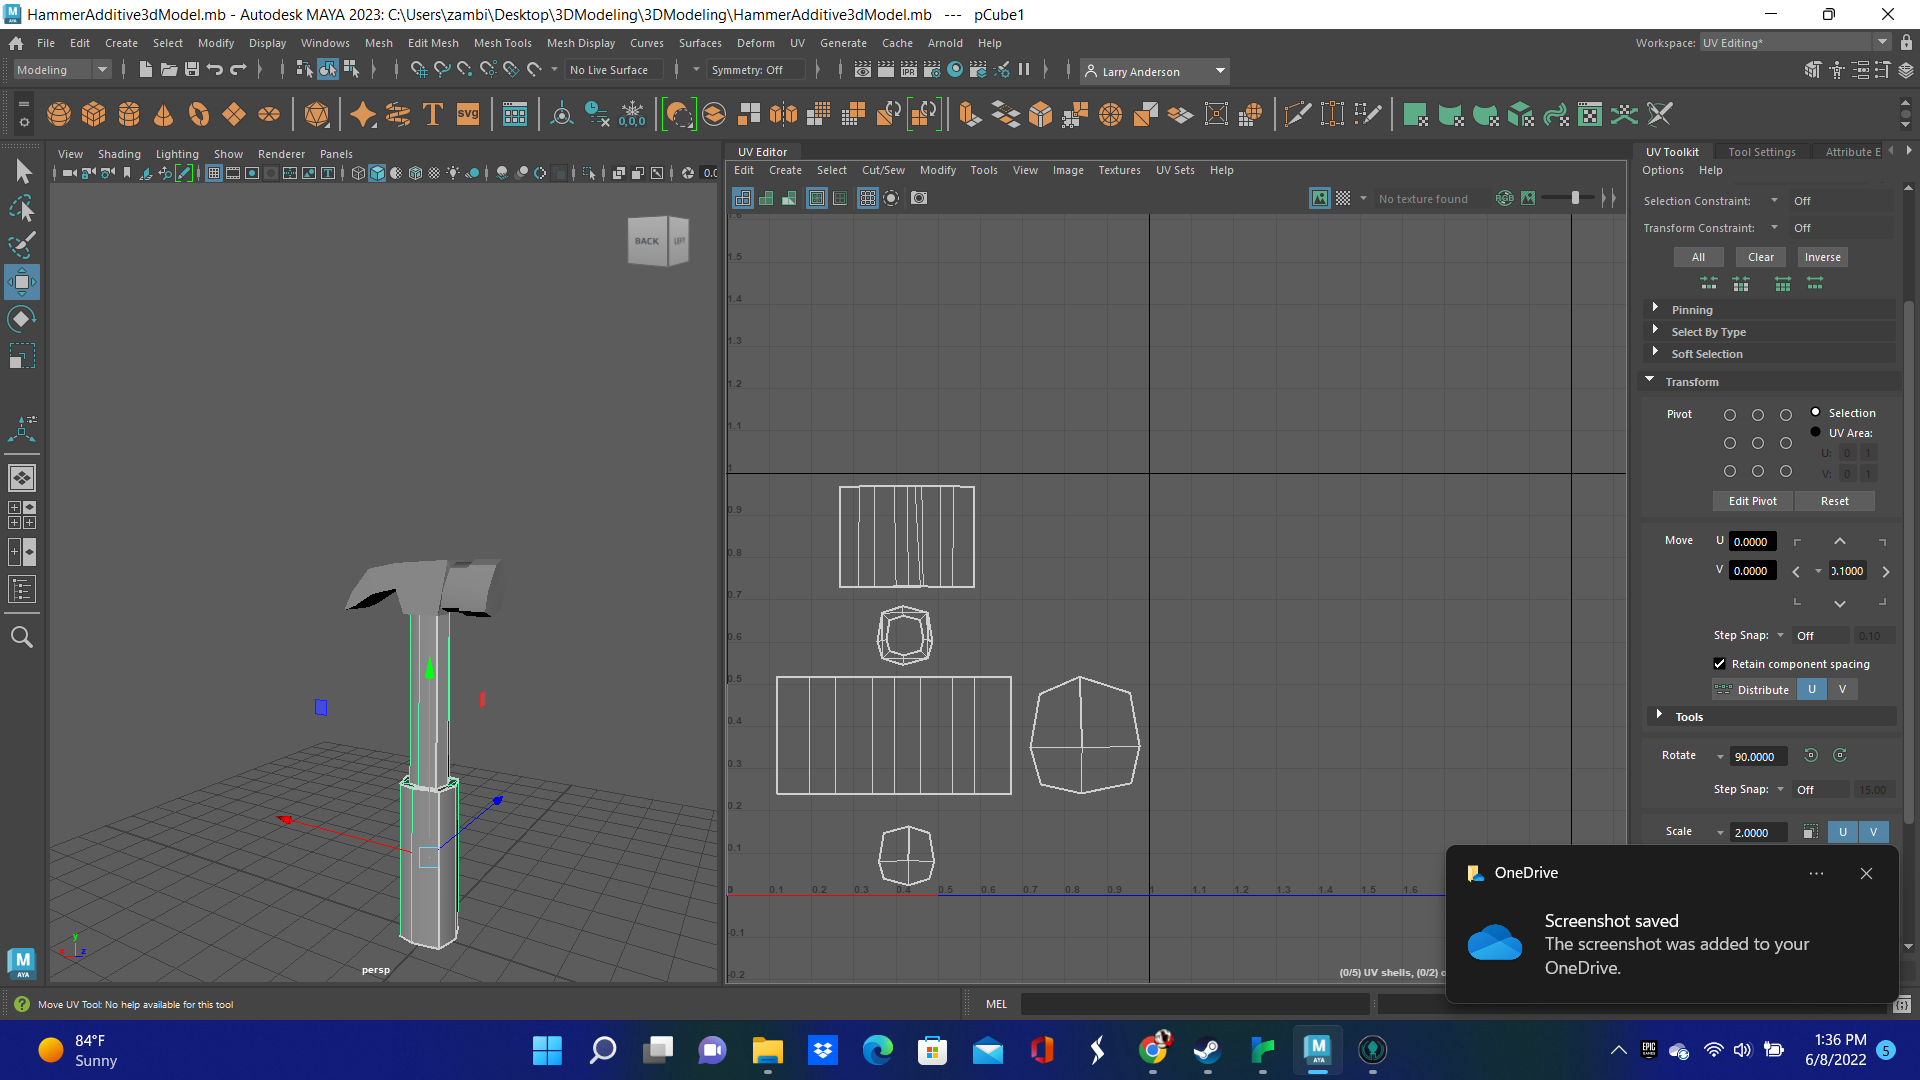 HammerAdditive3dModel.mb - Autodesk MAYA 2023: C:\Users\zambi\Desktop\3DModeling\3DModeling\HammerAdditive3dModel.mb --- pCube1
File Edit Create Select Modify Display Windows Mesh Edit Mesh Mesh Tools Mesh Display Curves Surfaces Deform UV Generate Cache Arnold Help
Workspace: UV Editing*
Modeling
No Live Surface
Symmetry: Off
IPR
Larry Anderson
T
svg
0,0,0
View Shading Lighting Show Renderer Panels
UV Editor
UV Toolkit
Tool Settings
Attribute E
Edit Create Select Cut/Sew Modify Tools View Image Textures UV Sets Help
Options Help
No texture found
RGB
Selection Constraint: Off
Transform Constraint: Off
All Clear Inverse
Pinning
Select By Type
Soft Selection
Transform
Pivot
Selection
UV Area:
U: 0 1
V: 0 1
Edit Pivot Reset
Move U 0.0000
V 0.0000
0.1000
Step Snap: Off 0.10
Retain component spacing
Distribute U V
Tools
Rotate 90.0000
Step Snap: Off 15.00
Scale 2.0000 U V
BACK
LEFT
persp
y
z
1.5
1.4
1.3
1.2
1.1
1
0.9
0.8
0.7
0.6
0.5
0.4
0.3
0.2
0.1
0 0.1 0.2 0.3 0.4 0.5 0.6 0.7 0.8 0.9 1 1.1 1.2 1.3 1.4 1.5 1.6
-0.1
-0.2
(0/5) UV shells, (0/2)
OneDrive
Screenshot saved
The screenshot was added to your
OneDrive.
M
AYA
Move UV Tool: No help available for this tool
MEL
84°F
Sunny
M
AYA
EPIC
1:36 PM
6/8/2022
5